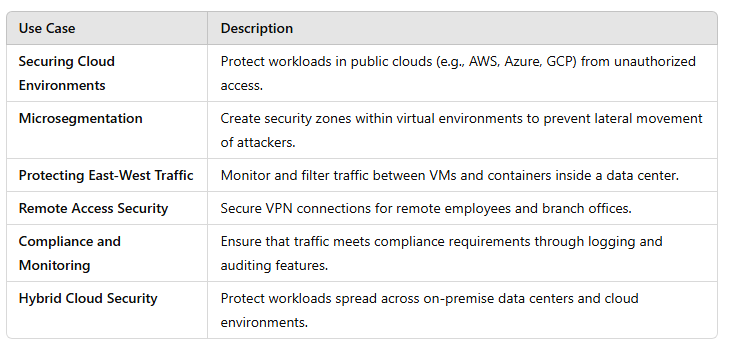 Use Case Description
Securing Cloud Environments Protect workloads in public clouds (e.g., AWS, Azure, GCP) from unauthorized access.
Microsegmentation Create security zones within virtual environments to prevent lateral movement of attackers.
Protecting East-West Traffic Monitor and filter traffic between VMs and containers inside a data center.
Remote Access Security Secure VPN connections for remote employees and branch offices.
Compliance and Monitoring Ensure that traffic meets compliance requirements through logging and auditing features.
Hybrid Cloud Security Protect workloads spread across on-premise data centers and cloud environments.